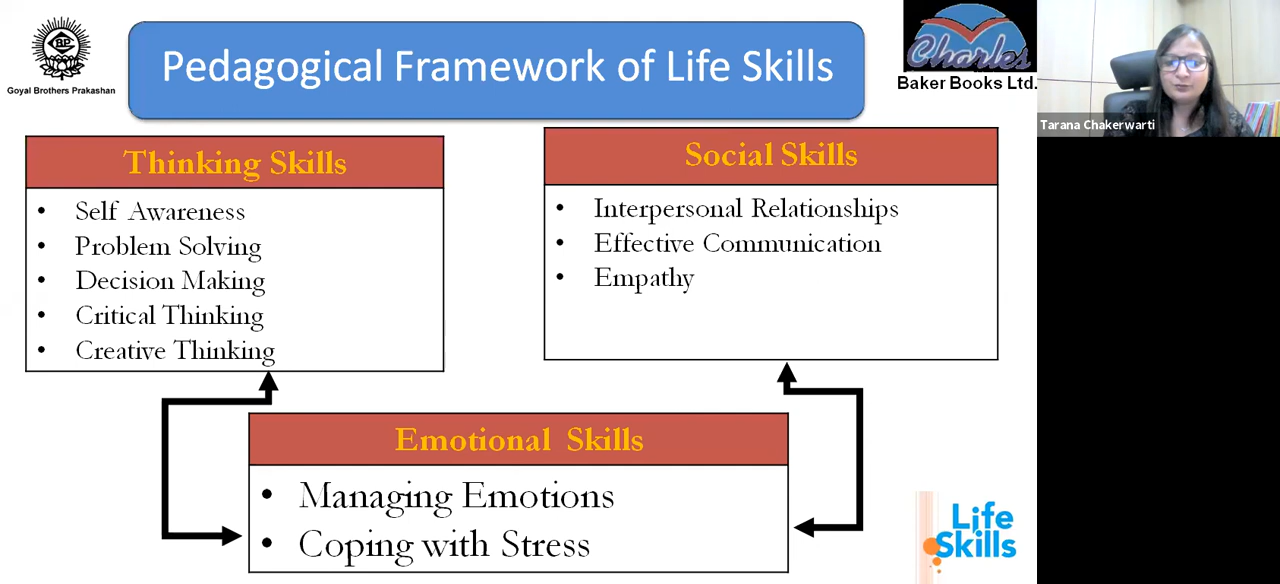 GBP
Goyal Brothers Prakashan
Pedagogical Framework of Life Skills
Charles
Baker Books Ltd.
Tarana Chakerwarti
Thinking Skills
• Self Awareness
• Problem Solving
• Decision Making
• Critical Thinking
• Creative Thinking
Social Skills
• Interpersonal Relationships
• Effective Communication
• Empathy
Emotional Skills
• Managing Emotions
• Coping with Stress
Life
Skills